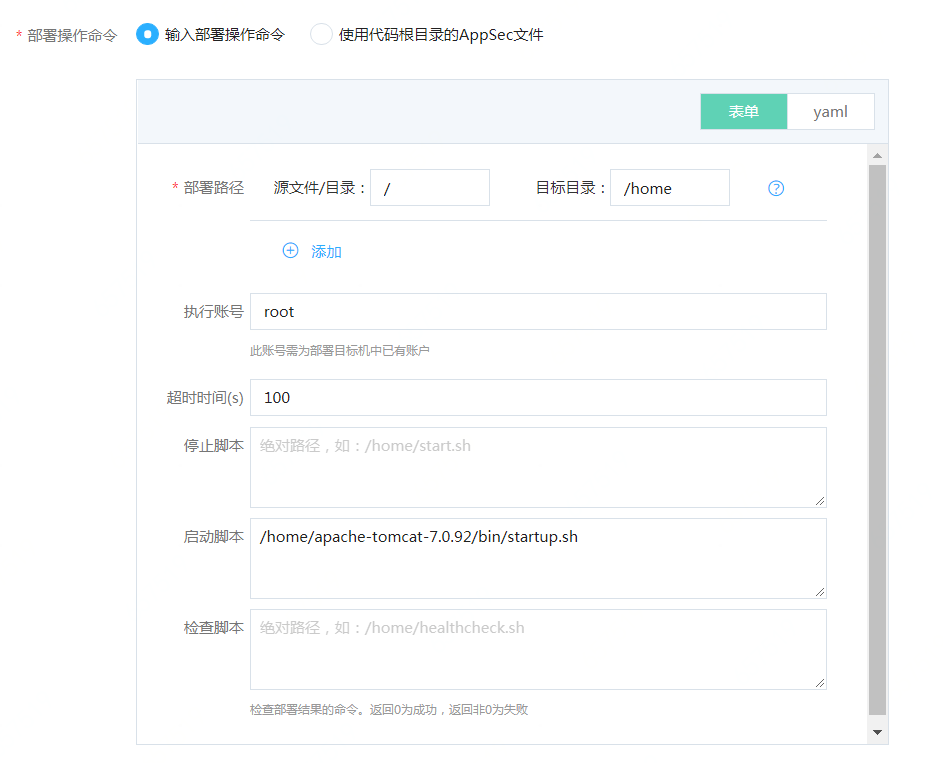 * 部署操作命令 输入部署操作命令 使用代码根目录的AppSec文件
表单 yaml
* 部署路径 源文件/目录： / 目标目录： /home ?
添加
执行账号 root
此账号需为部署目标机中已有账户
超时时间(s) 100
停止脚本 绝对路径，如：/home/start.sh
启动脚本 /home/apache-tomcat-7.0.92/bin/startup.sh
检查脚本 绝对路径，如：/home/healthcheck.sh
检查部署结果的命令。返回0为成功，返回非0为失败